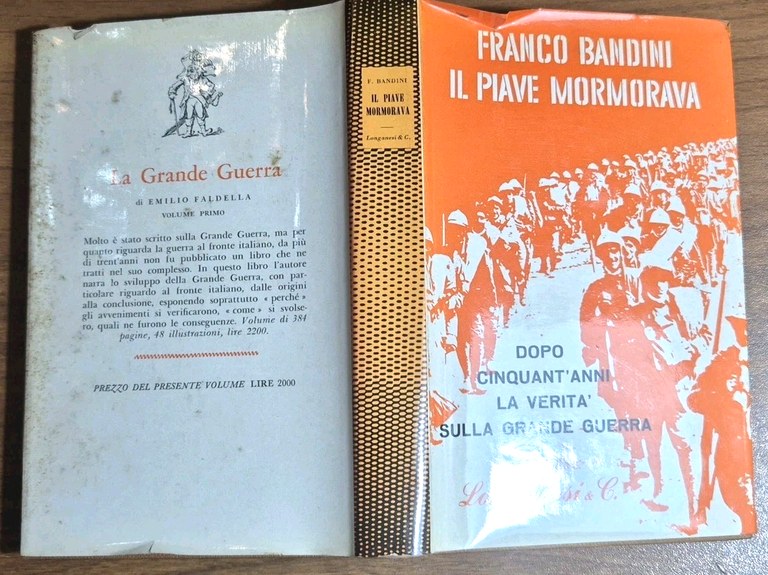 La Grande Guerra
di EMILIO FALDELLA
VOLUME PRIMO
Molto è stato scritto sulla Grande Guerra, ma per
quanto riguarda la guerra al fronte italiano, da più
di trent'anni non fu pubblicato un libro che ne
tratti nel suo complesso. In questo libro l'autore
narra lo sviluppo della Grande Guerra, con par-
ticolare riguardo al fronte italiano, dalle origini
alla conclusione, esponendo soprattutto « perché »
gli avvenimenti si verificarono, « come » si svolse-
ro, quali ne furono le conseguenze. Volume di 384
pagine, 48 illustrazioni, lire 2200.
PREZZO DEL PRESENTE VOLUME LIRE 2000
F. BANDINI
IL PIAVE
MORMORAVA
Longanesi & C.
FRANCO BANDINI
IL PIAVE MORMORAVA
DOPO
CINQUANT'ANNI
LA VERITA'
SULLA GRANDE GUERRA
& C.